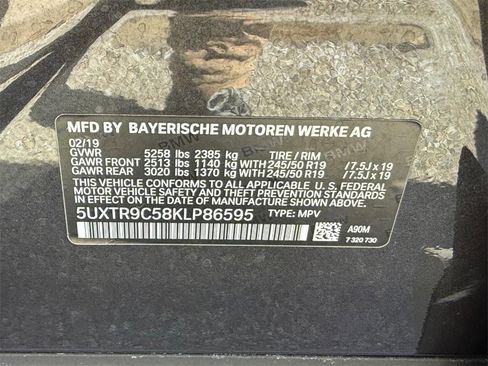 MFD BY BAYERISCHE MOTOREN WERKE AG
02/19
GVWR 5258 lbs 2385 kg TIRE / RIM
GAWR FRONT 2513 lbs 1140 kg WITH 245/50 R19 / 7.5J x 19
GAWR REAR 3020 lbs 1370 kg WITH 245/50 R19 / 7.5J x 19
THIS VEHICLE CONFORMS TO ALL APPLICABLE U.S. FEDERAL
MOTOR VEHICLE SAFETY, BUMPER, AND THEFT PREVENTION STANDARDS
IN EFFECT ON THE DATE OF MANUFACTURE SHOWN ABOVE.
5UXTR9C58KLP86595 TYPE: MPV
A90M
7 320 730